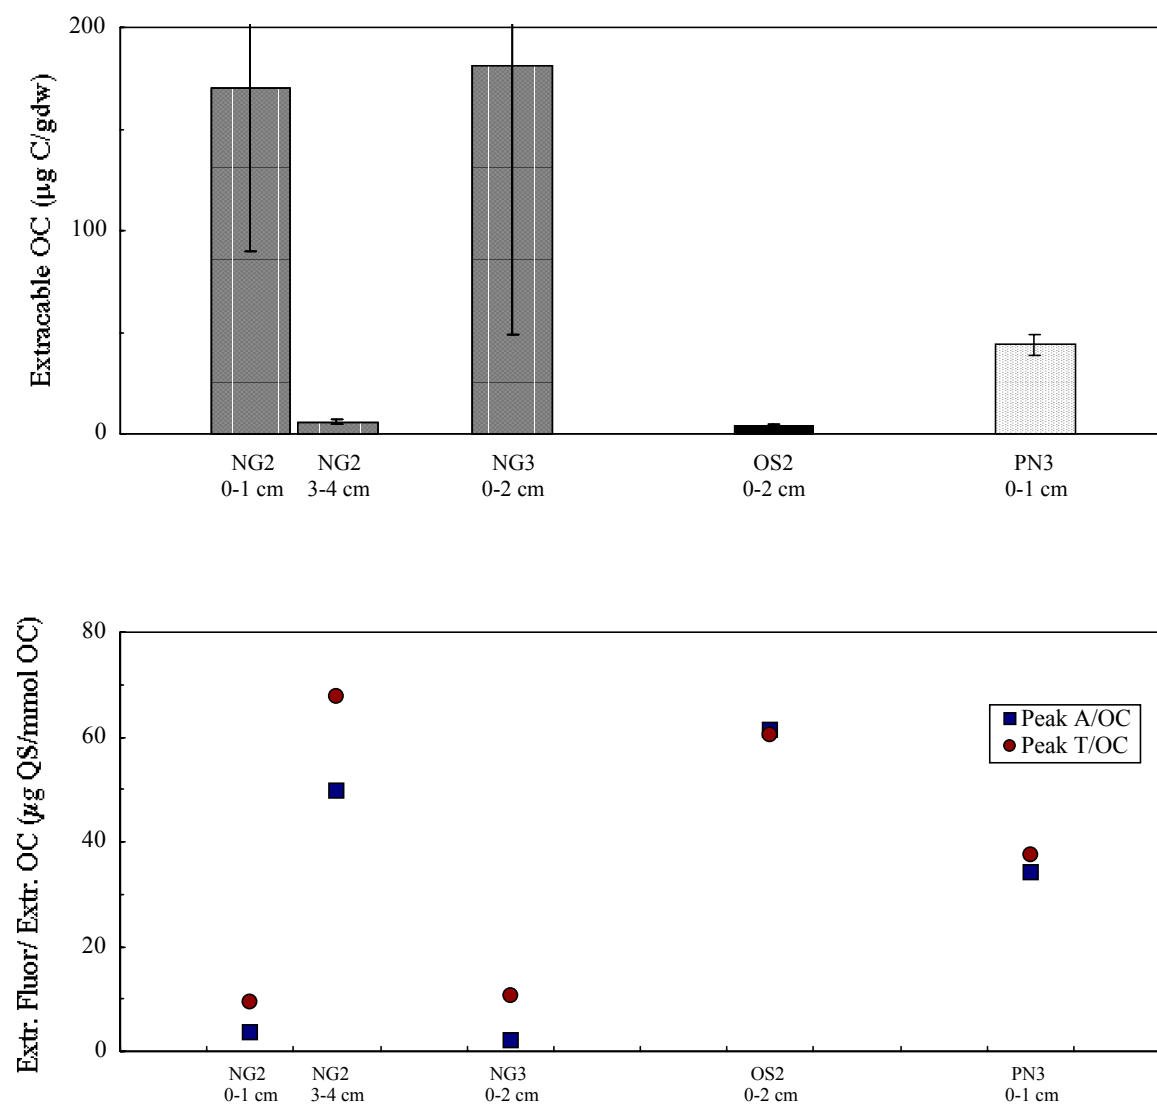 200
100
0
Extracable OC (µg C/gdw)
NG2 NG2 NG3 OS2 PN3
0-1 cm 3-4 cm 0-2 cm 0-2 cm 0-1 cm
80
60
40
20
0
Extr. Fluor/ Extr. OC (µg QS/mmol OC)
Peak A/OC
Peak T/OC
NG2 NG2 NG3 OS2 PN3
0-1 cm 3-4 cm 0-2 cm 0-2 cm 0-1 cm